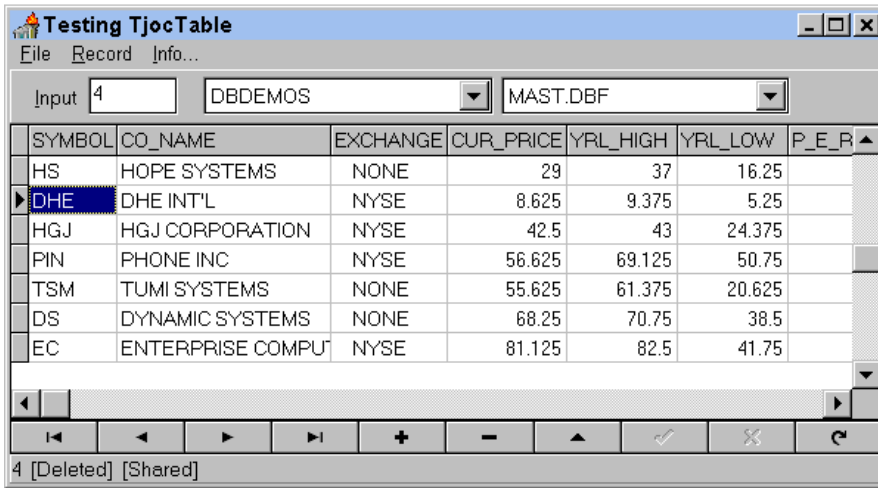 Testing TjocTable
File Record Info...
Input 4 DBDEMOS MAST.DBF
SYMBOL CO_NAME EXCHANGE CUR_PRICE YRL_HIGH YRL_LOW P_E_R
HS HOPE SYSTEMS NONE 29 37 16.25
DHE DHE INT'L NYSE 8.625 9.375 5.25
HGJ HGJ CORPORATION NYSE 42.5 43 24.375
PIN PHONE INC NYSE 56.625 69.125 50.75
TSM TUMI SYSTEMS NONE 55.625 61.375 20.625
DS DYNAMIC SYSTEMS NONE 68.25 70.75 38.5
EC ENTERPRISE COMPUT NYSE 81.125 82.5 41.75
4 [Deleted] [Shared]